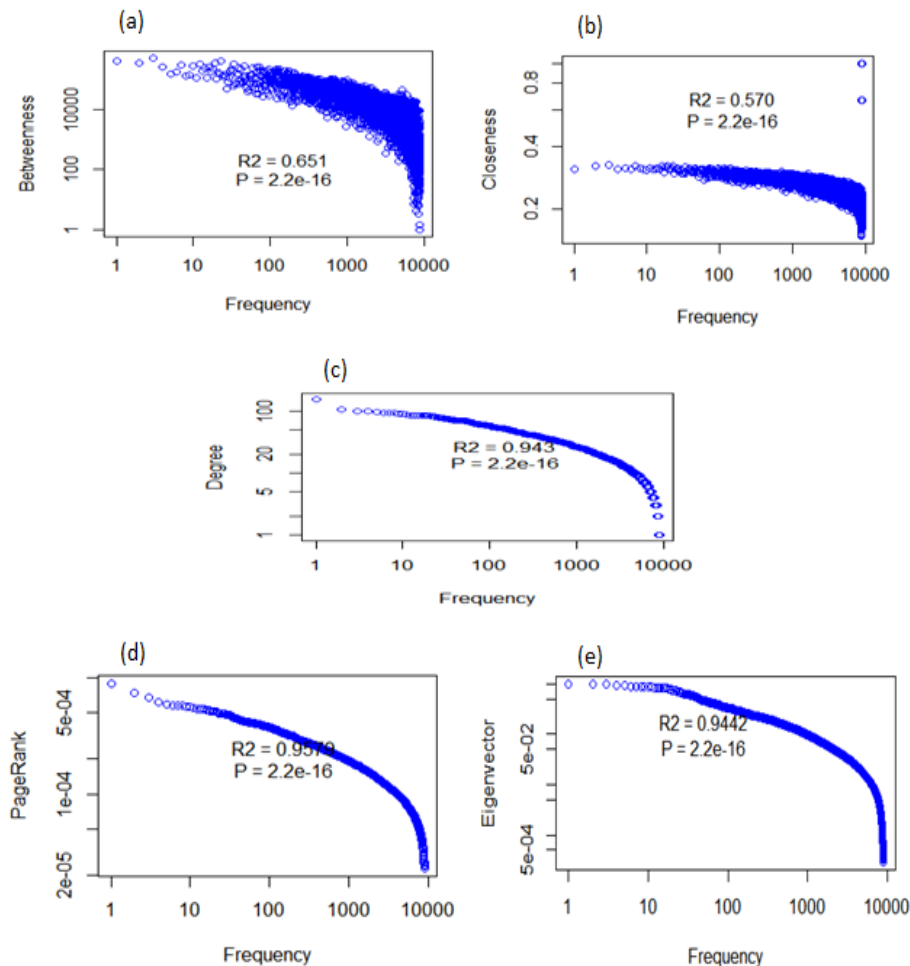 (a)
Betweenness
10000
100
1
R2 = 0.651
P = 2.2e-16
1 10 100 1000 10000
Frequency
(b)
Closeness
0.8
0.4
0.2
R2 = 0.570
P = 2.2e-16
1 10 100 1000 10000
Frequency
(c)
Degree
100
20
5
1
R2 = 0.943
P = 2.2e-16
1 10 100 1000 10000
Frequency
(d)
PageRank
5e-04
1e-04
2e-05
R2 = 0.9579
P = 2.2e-16
1 10 100 1000 10000
Frequency
(e)
Eigenvector
5e-02
5e-04
R2 = 0.9442
P = 2.2e-16
1 10 100 1000 10000
Frequency